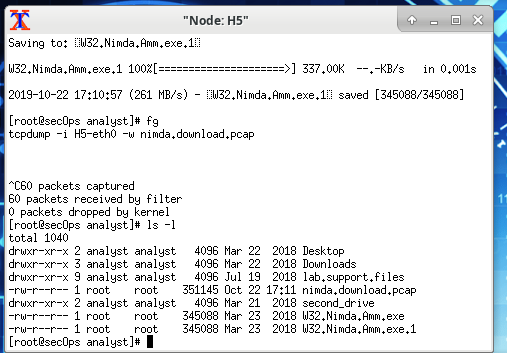 "Node: H5"
Saving to: W32.Nimda.Amm.exe.1
W32.Nimda.Amm.exe.1 100%[=====================>] 337.00K --.-KB/s in 0.001s
2019-10-22 17:10:57 (261 MB/s) - W32.Nimda.Amm.exe.1 saved [345088/345088]
[root@secOps analyst]# fg
tcpdump -i H5-eth0 -w nimda.download.pcap
^C60 packets captured
60 packets received by filter
0 packets dropped by kernel
[root@secOps analyst]# ls -l
total 1040
drwxr-xr-x 2 analyst analyst 4096 Mar 22 2018 Desktop
drwxr-xr-x 3 analyst analyst 4096 Mar 22 2018 Downloads
drwxr-xr-x 9 analyst analyst 4096 Jul 19 2018 lab.support.files
-rw-r--r-- 1 root root 351145 Oct 22 17:11 nimda.download.pcap
drwxr-xr-x 2 analyst analyst 4096 Mar 21 2018 second_drive
-rw-r--r-- 1 root root 345088 Mar 23 2018 W32.Nimda.Amm.exe
-rw-r--r-- 1 root root 345088 Mar 23 2018 W32.Nimda.Amm.exe.1
[root@secOps analyst]#